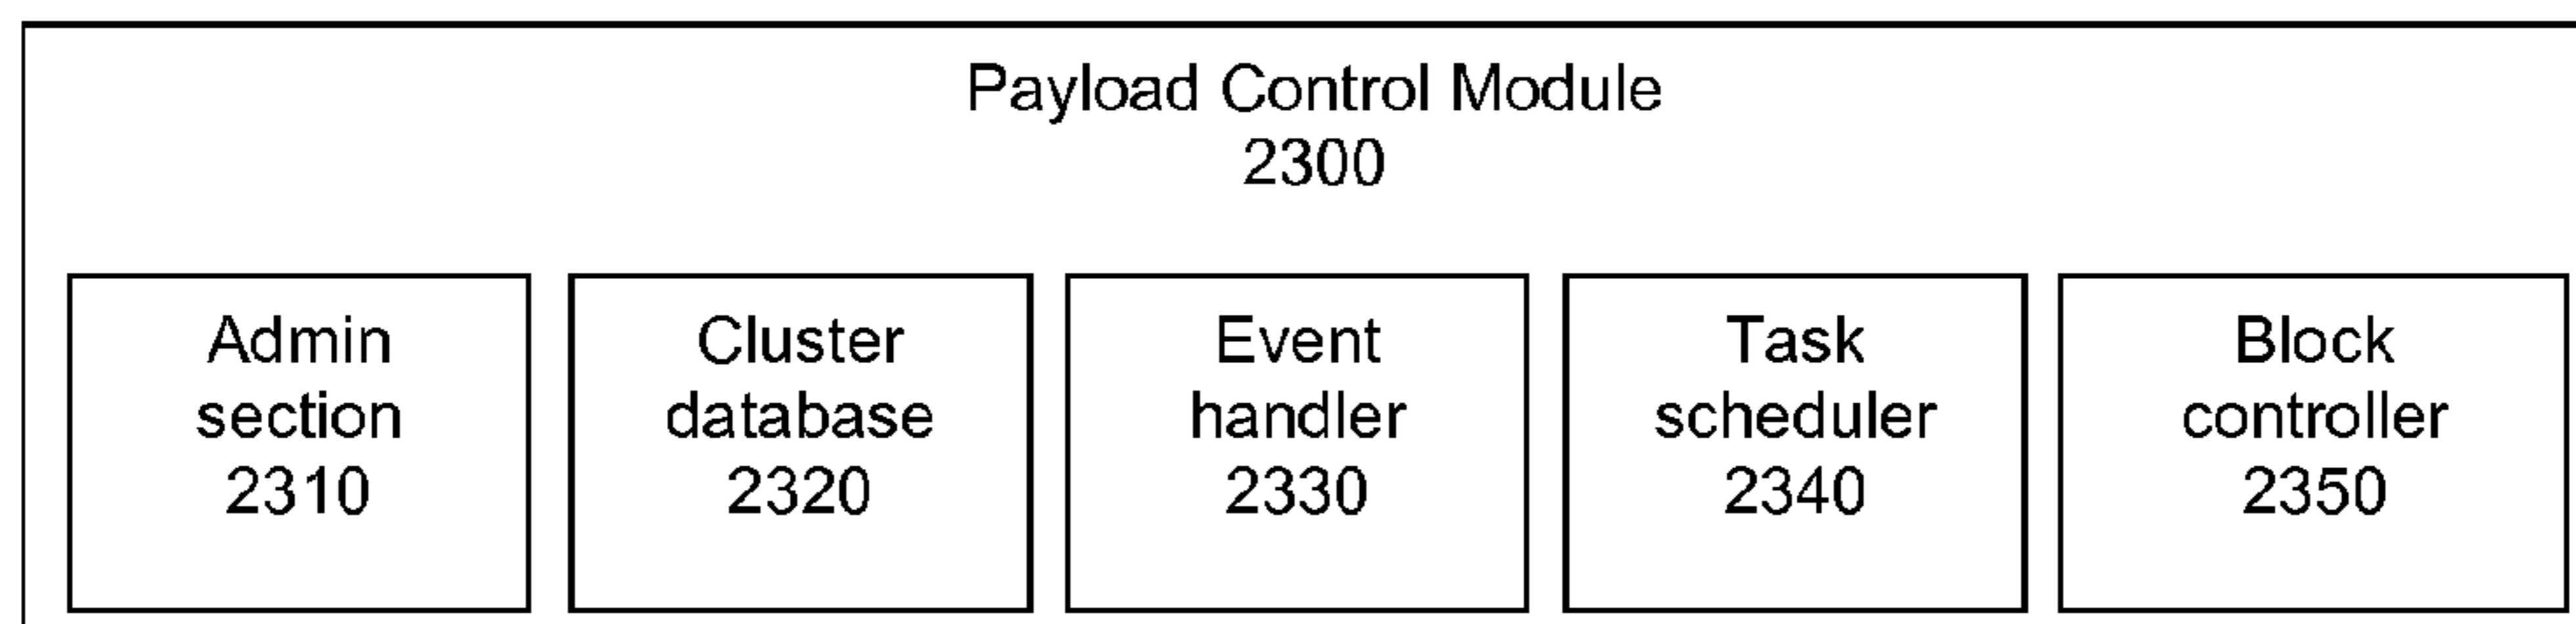 Payload Control Module
2300
Admin
section
2310
Cluster
database
2320
Event
handler
2330
Task
scheduler
2340
Block
controller
2350